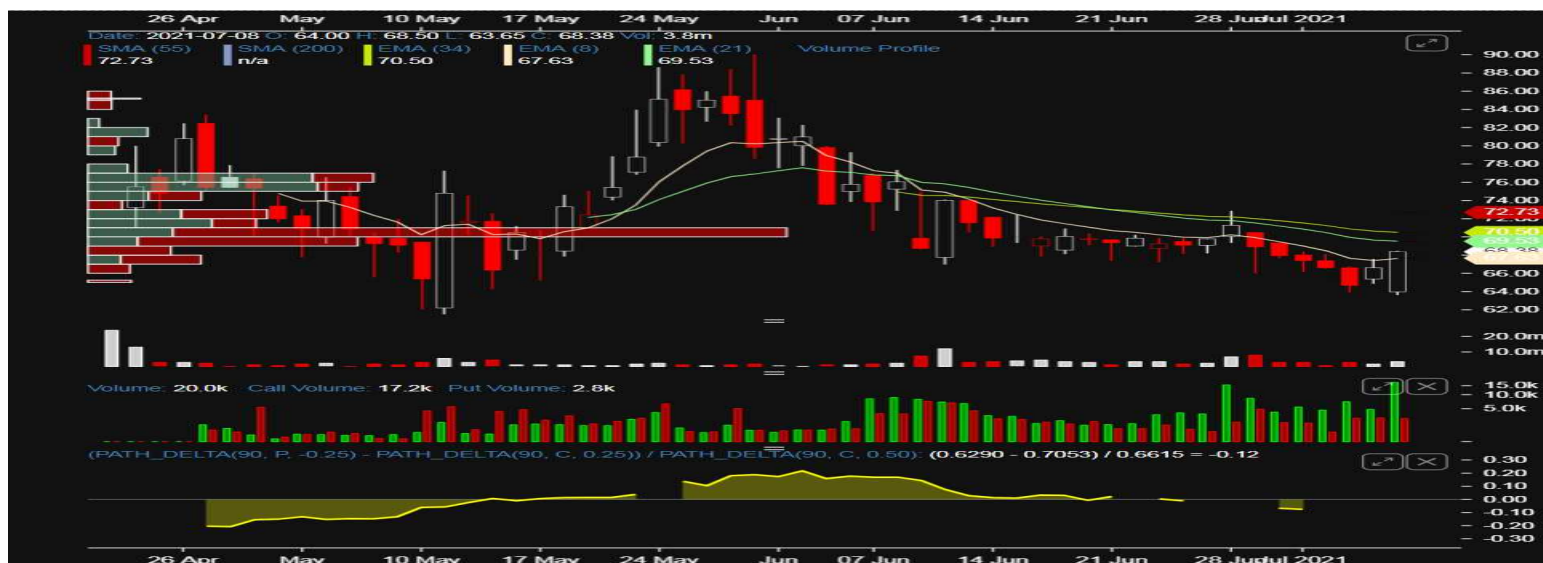 26 Apr May 10 May 17 May 24 May Jun 07 Jun 14 Jun 21 Jun 28 Jun Jul 2021
Date: 2021-07-08 O: 64.00 H: 68.50 L: 63.65 C: 68.38 Vol: 3.8m
SMA (55) SMA (200) EMA (34) EMA (8) EMA (21) Volume Profile
72.73 n/a 70.50 67.63 69.53
90.00
88.00
86.00
84.00
82.00
80.00
78.00
76.00
74.00
72.00
72.73
70.50
69.53
68.38
67.63
66.00
64.00
62.00
20.0m
10.0m
Volume: 20.0k Call Volume: 17.2k Put Volume: 2.8k
15.0k
10.0k
5.0k
(PATH_DELTA(90, P, -0.25) - PATH_DELTA(90, C, 0.25)) / PATH_DELTA(90, C, 0.50): (0.6290 - 0.7053) / 0.6615 = -0.12
0.30
0.20
0.10
0.00
-0.10
-0.20
-0.30
26 Apr May 10 May 17 May 24 May Jun 07 Jun 14 Jun 21 Jun 28 Jun Jul 2021